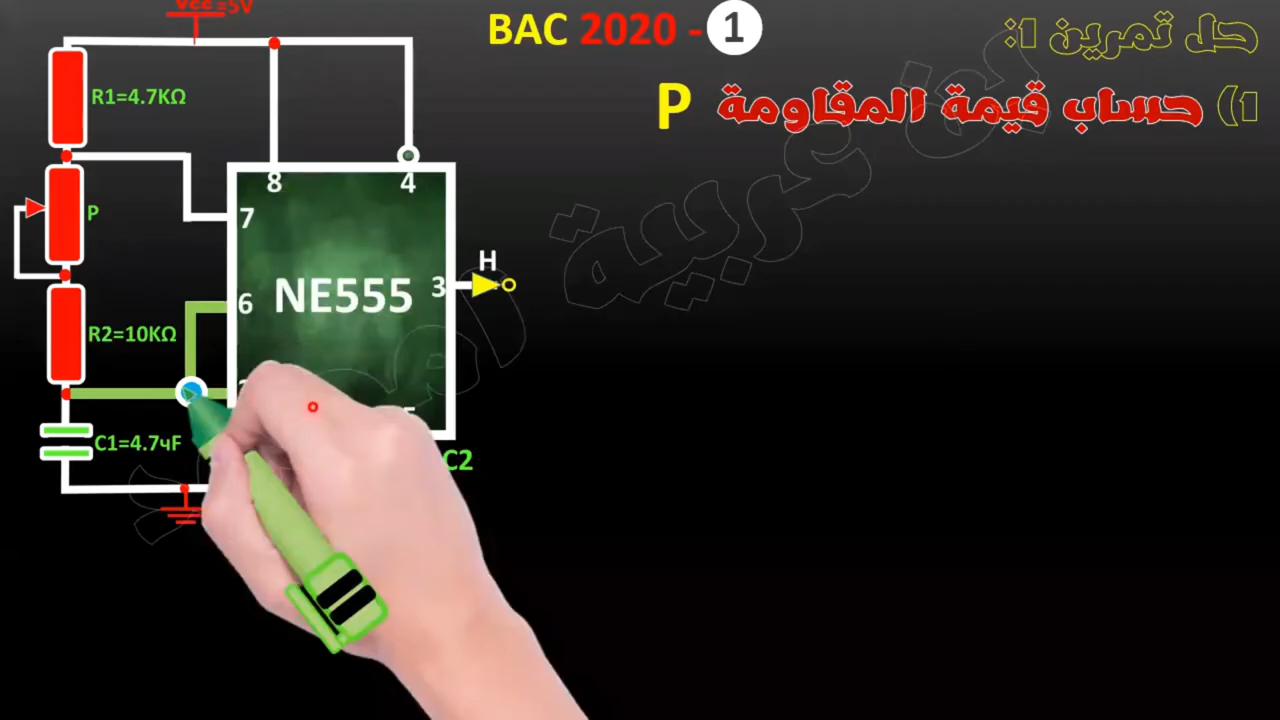 Vcc=5V
BAC 2020 - 1
حل تمرين 1:
1) حساب قيمة المقاومة P
R1=4.7KΩ
8
4
7
P
H
3
NE555
6
R2=10KΩ
C1=4.7чF
C2